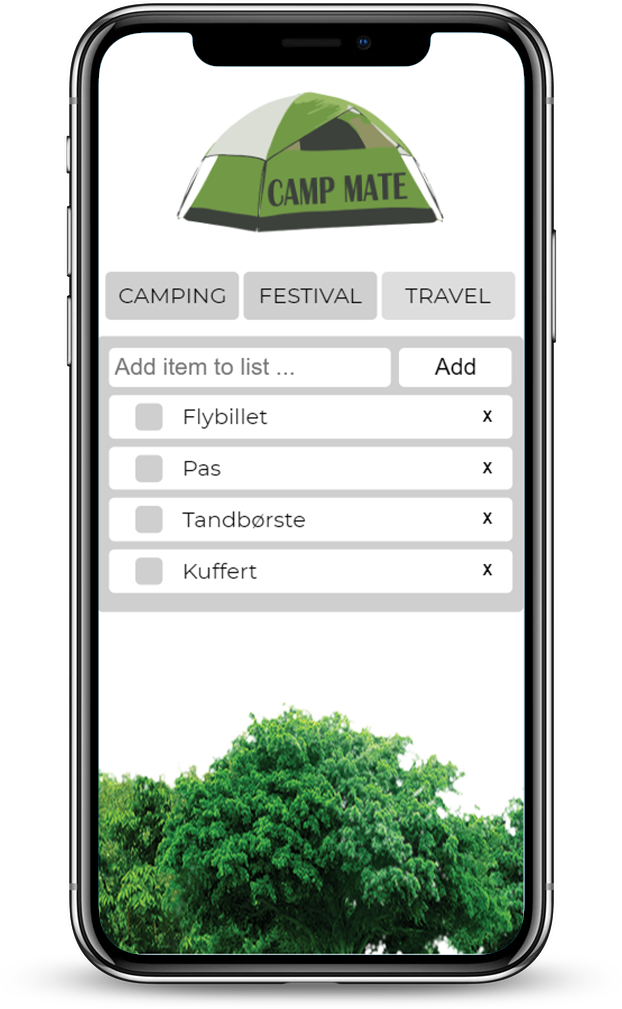 CAMP MATE
CAMPING FESTIVAL TRAVEL
Add item to list ... Add
Flybillet x
Pas x
Tandbørste x
Kuffert x